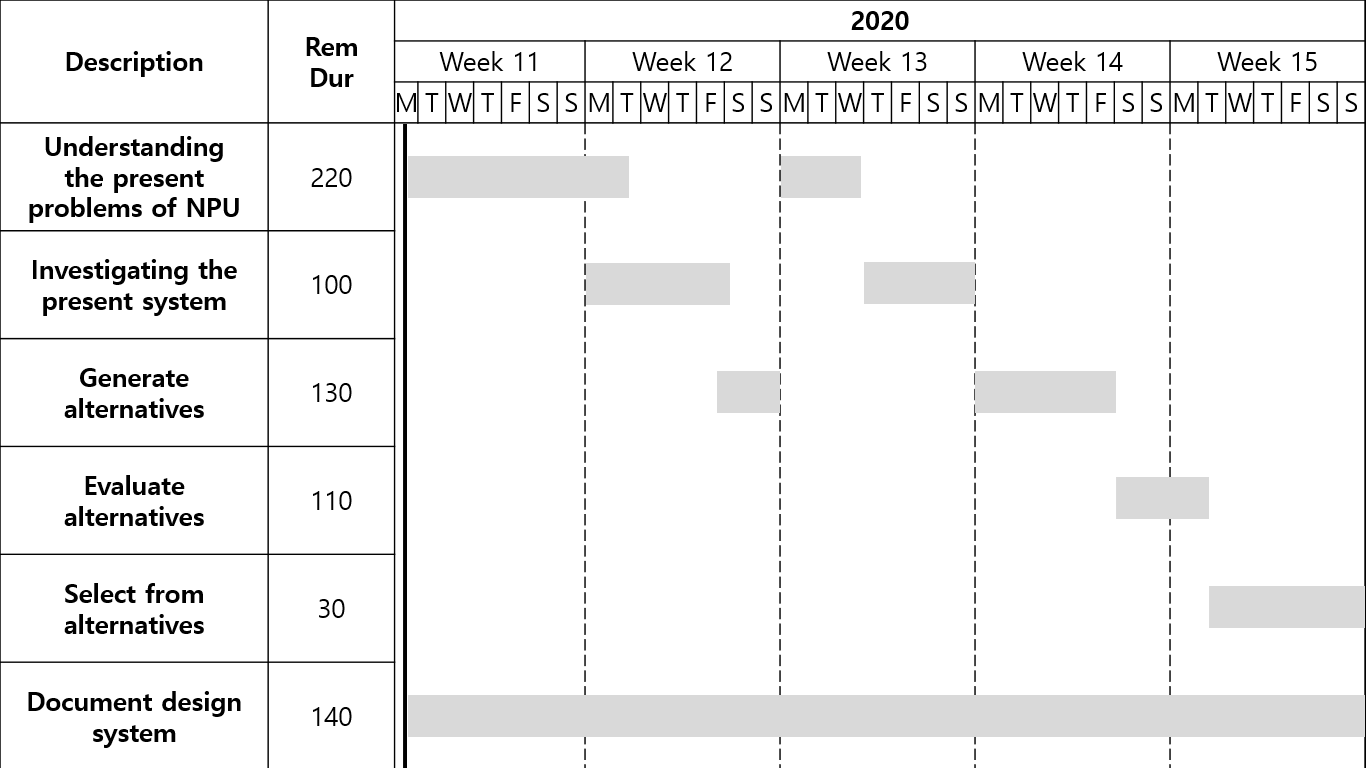 Description
Rem
Dur
2020
Week 11 Week 12 Week 13 Week 14 Week 15
M T W T F S S M T W T F S S M T W T F S S M T W T F S S M T W T F S S
Understanding
the present
problems of NPU
220
Investigating the
present system
100
Generate
alternatives
130
Evaluate
alternatives
110
Select from
alternatives
30
Document design
system
140